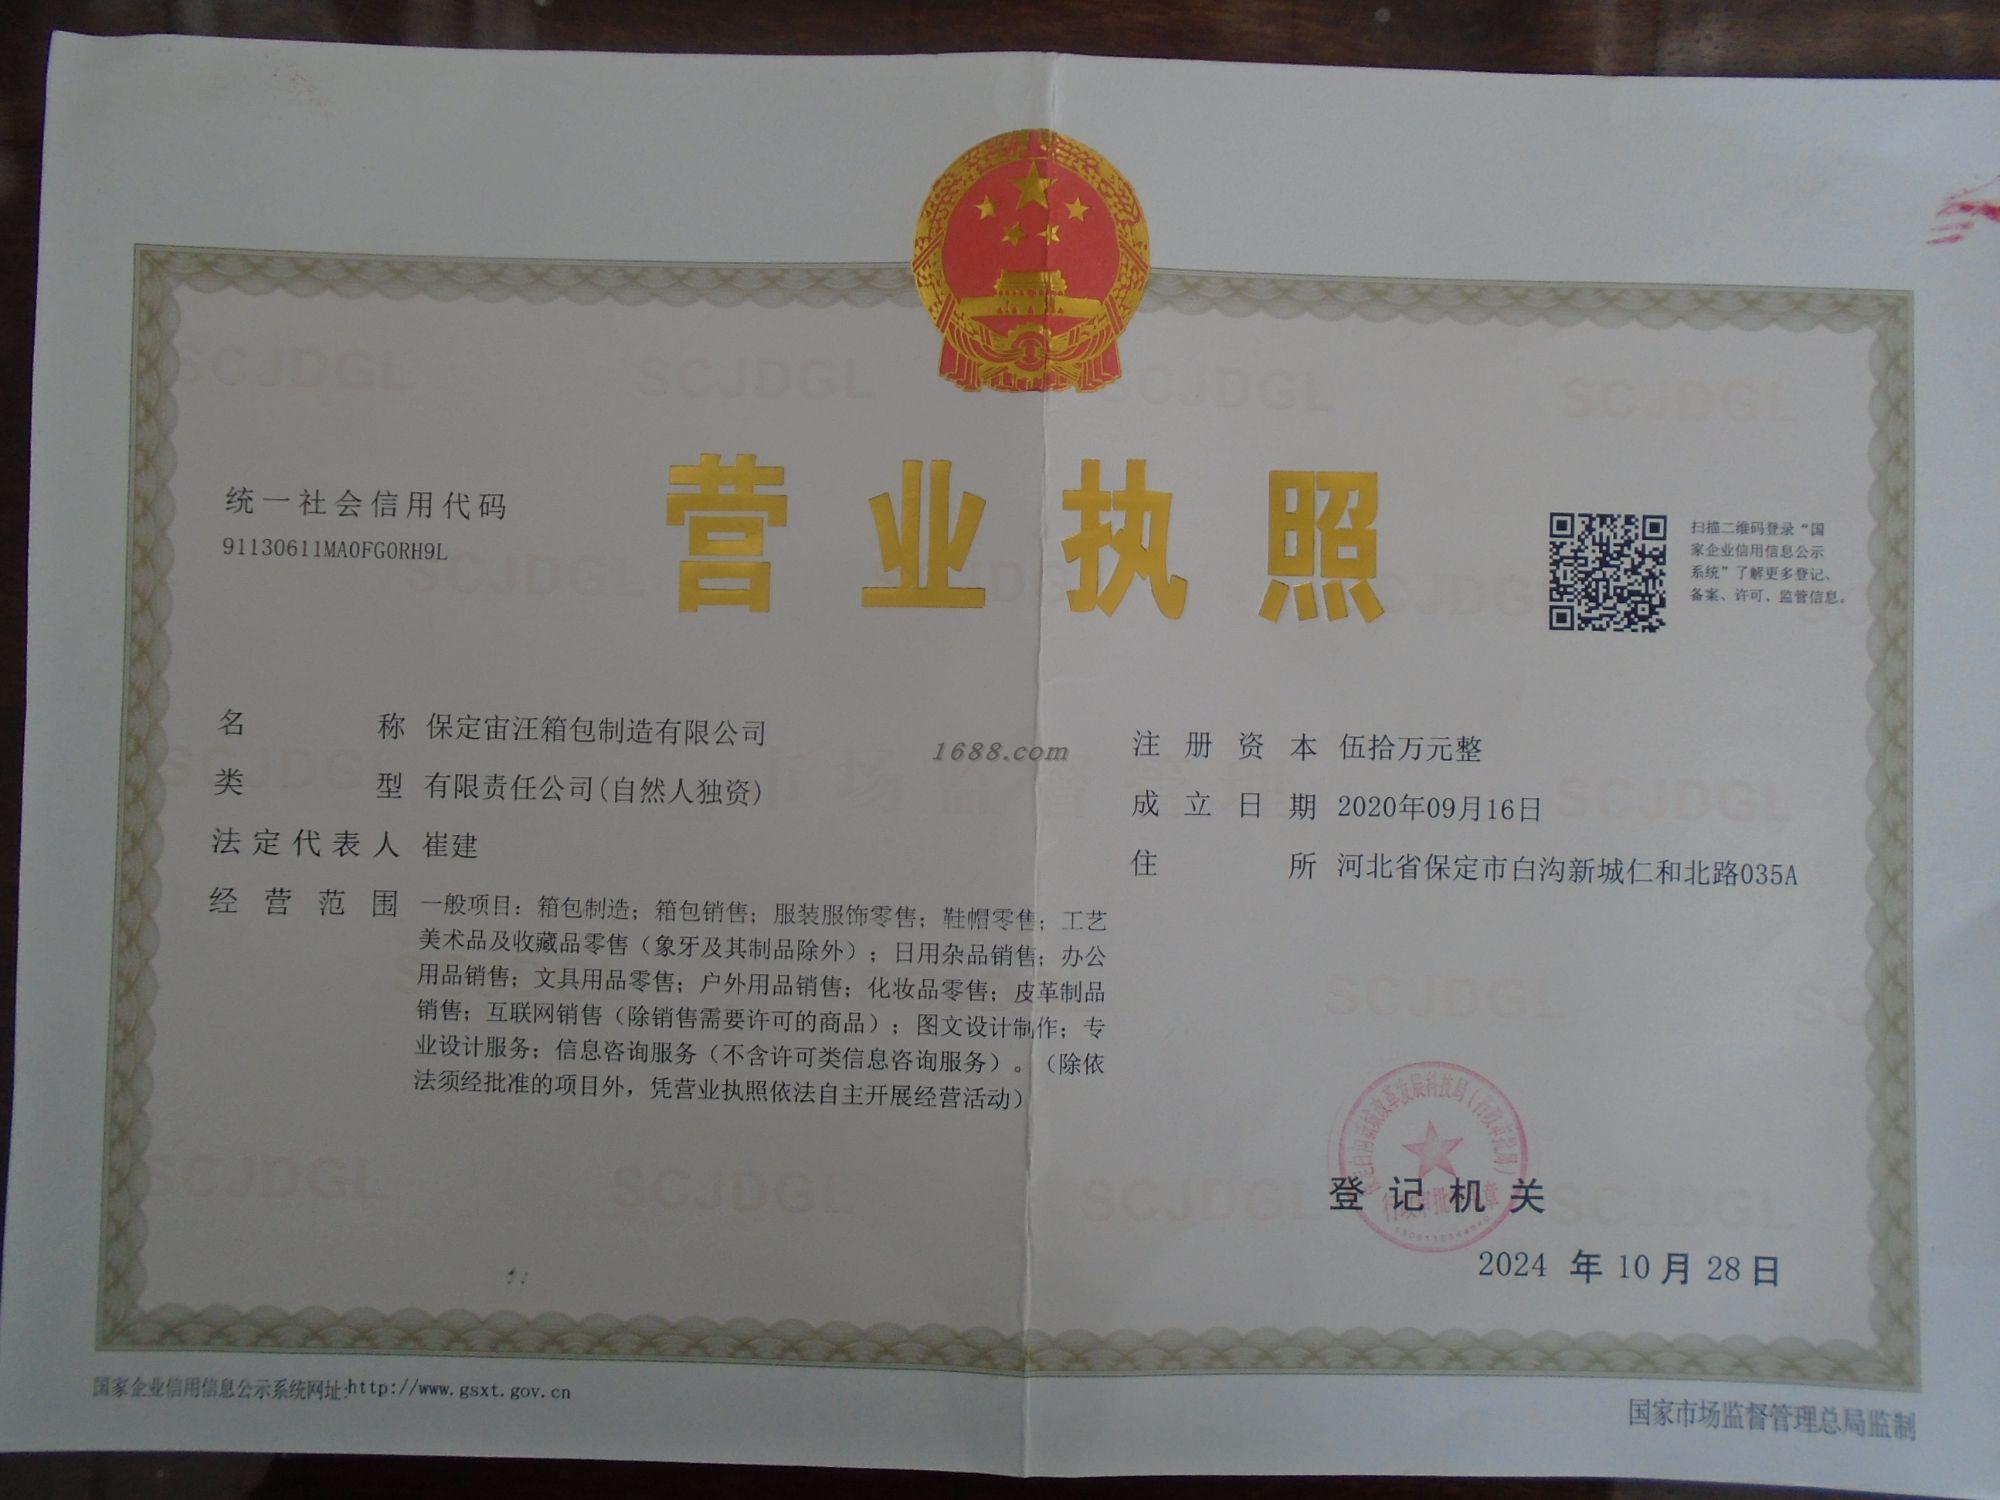 营业执照
统一社会信用代码
91130611MA0FG0RH9L
扫描二维码登录“国
家企业信用信息公示
系统”了解更多登记、
备案、许可、监管信息。
名称 保定宙汪箱包制造有限公司
类型 有限责任公司(自然人独资)
法定代表人 崔建
经营范围 一般项目：箱包制造；箱包销售；服装服饰零售；鞋帽零售；工艺
美术品及收藏品零售（象牙及其制品除外）；日用杂品销售；办公
用品销售；文具用品零售；户外用品销售；化妆品零售；皮革制品
销售；互联网销售（除销售需要许可的商品）；图文设计制作；专
业设计服务；信息咨询服务（不含许可类信息咨询服务）。（除依
法须经批准的项目外，凭营业执照依法自主开展经营活动）
1688.com
注册资本 伍拾万元整
成立日期 2020年09月16日
住所 河北省保定市白沟新城仁和北路035A
登记机关
2024 年 10 月 28 日
国家企业信用信息公示系统网址:http://www.gsxt.gov.cn
国家市场监督管理总局监制
SCJDGL